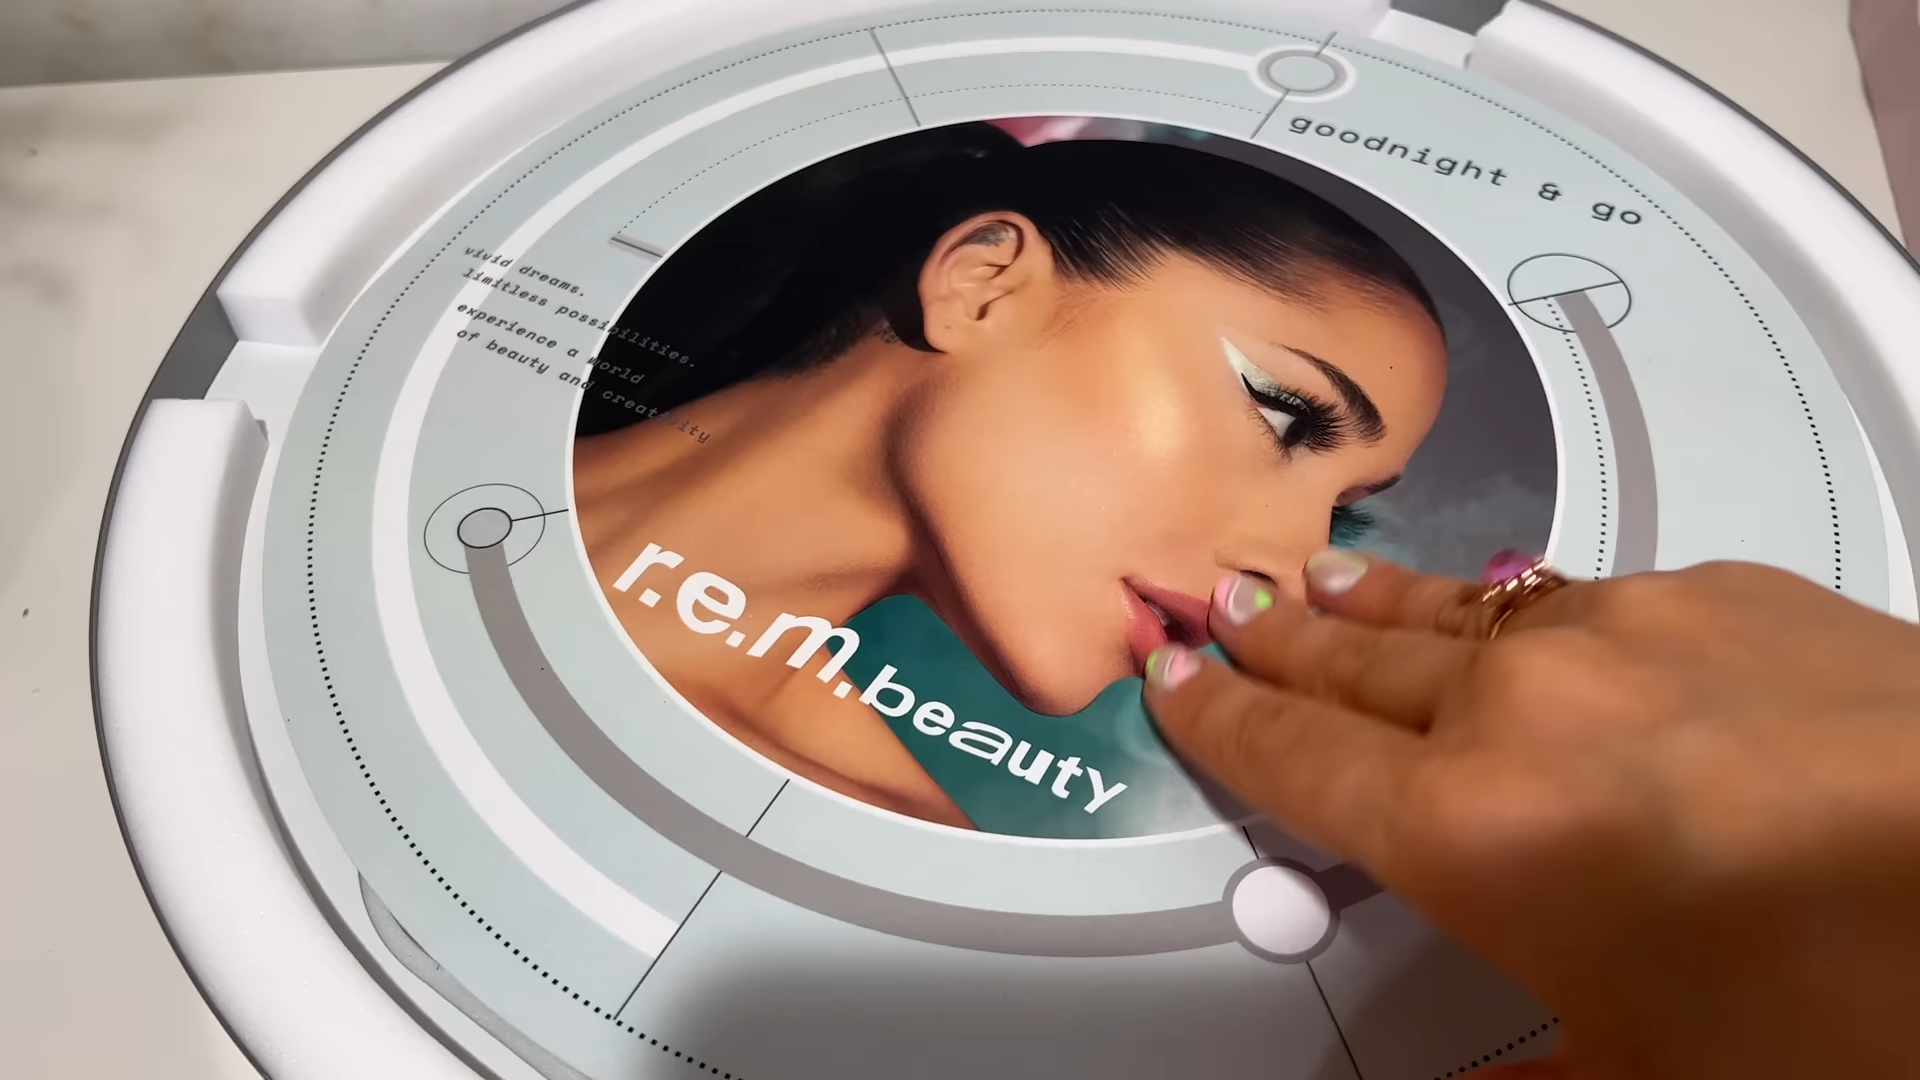 goodnight & go
vivid dreams.
limitless possibilities.
experience a world
of beauty and creativity
r.e.m.beauty